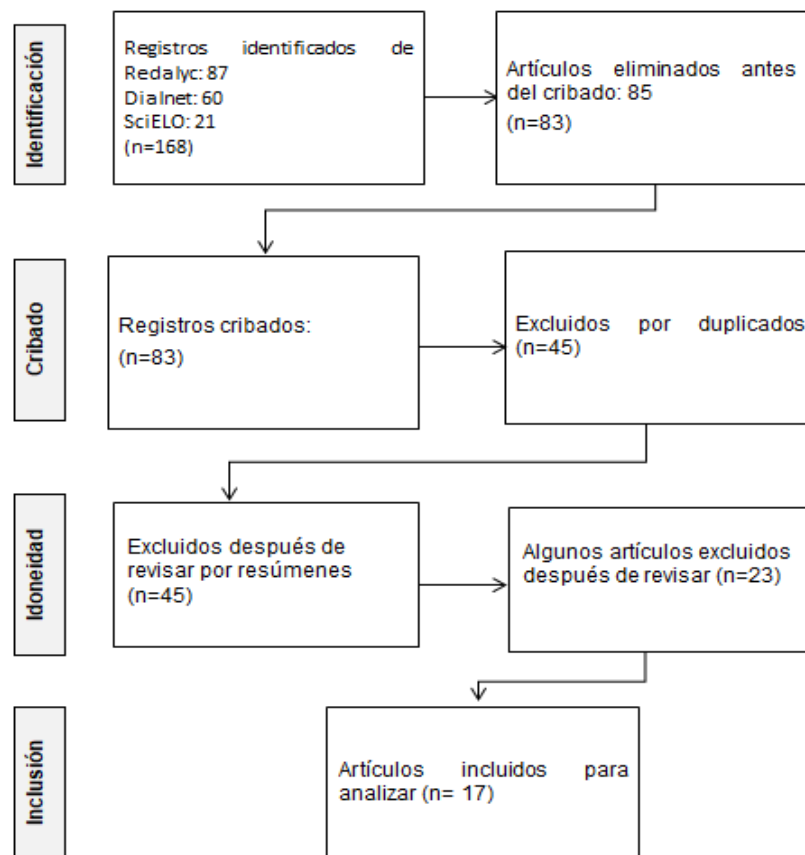 Identificación
Registros identificados de
Redalyc: 87
Dialnet: 60
SciELO: 21
(n=168)
Artículos eliminados antes
del cribado: 85
(n=83)
Cribado
Registros cribados:
(n=83)
Excluidos por duplicados
(n=45)
Idoneidad
Excluidos después de
revisar por resúmenes
(n=45)
Algunos artículos excluidos
después de revisar (n=23)
Inclusión
Artículos incluidos para
analizar (n= 17)